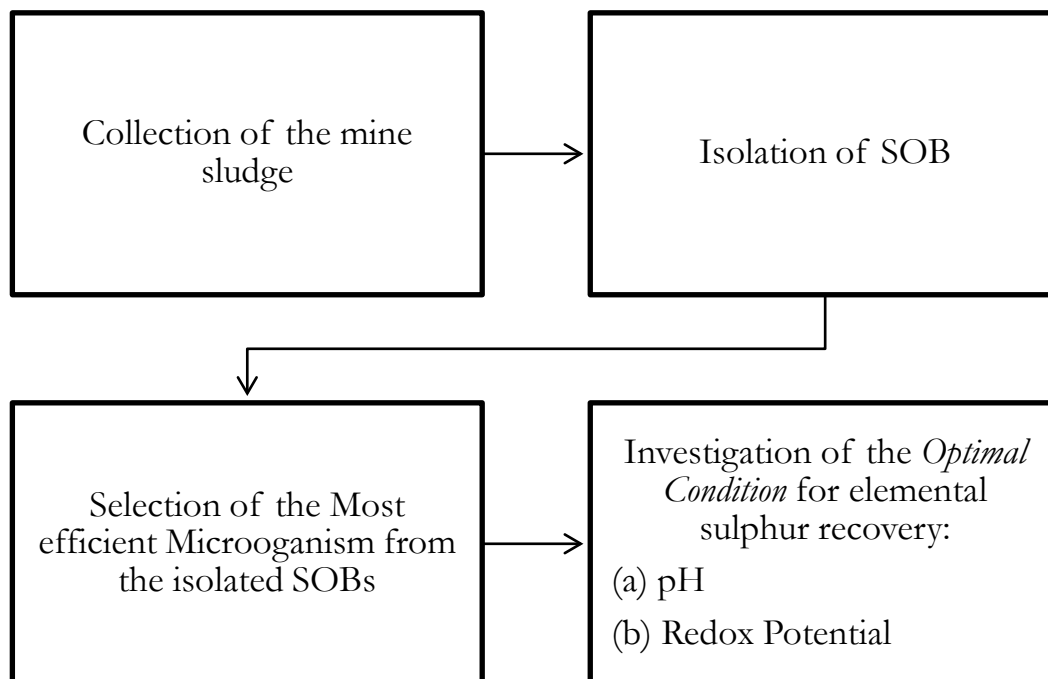 Collection of the mine
sludge
Isolation of SOB
Selection of the Most
efficient Microoganism from
the isolated SOBs
Investigation of the Optimal
Condition for elemental
sulphur recovery:
(a) pH
(b) Redox Potential